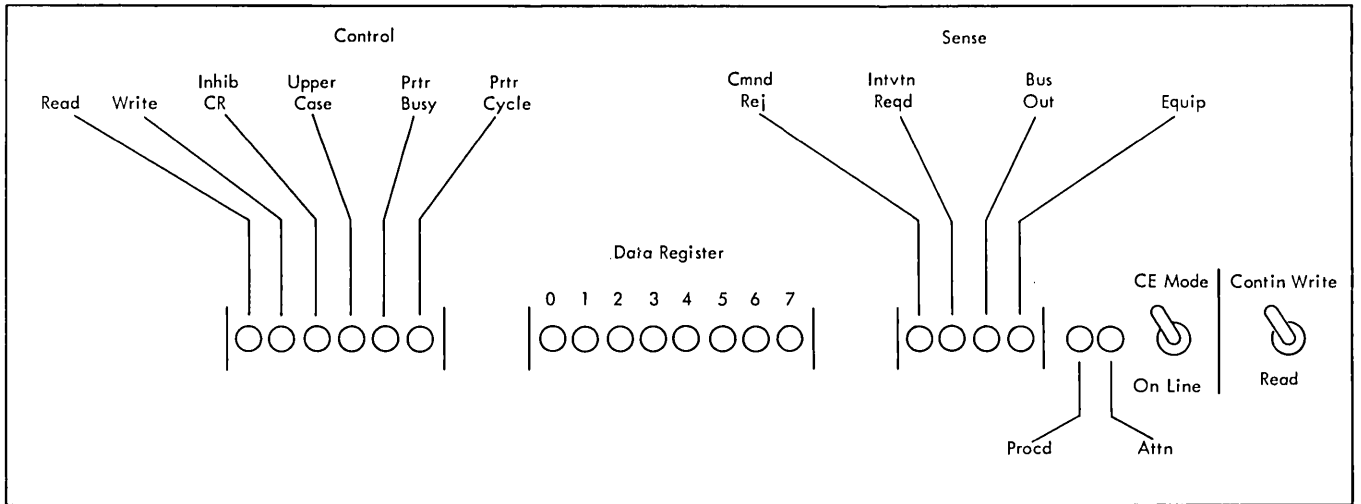 Control
Sense
Read
Write
Inhib
CR
Upper
Case
Prtr
Busy
Prtr
Cycle
Cmnd
Rej
Intvtn
Reqd
Bus
Out
Equip
Data Register
0 1 2 3 4 5 6 7
CE Mode
Contin Write
On Line
Read
Procd
Attn